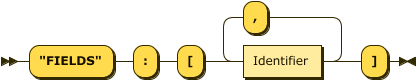 ,
"FIELDS" : [ Identifier ]